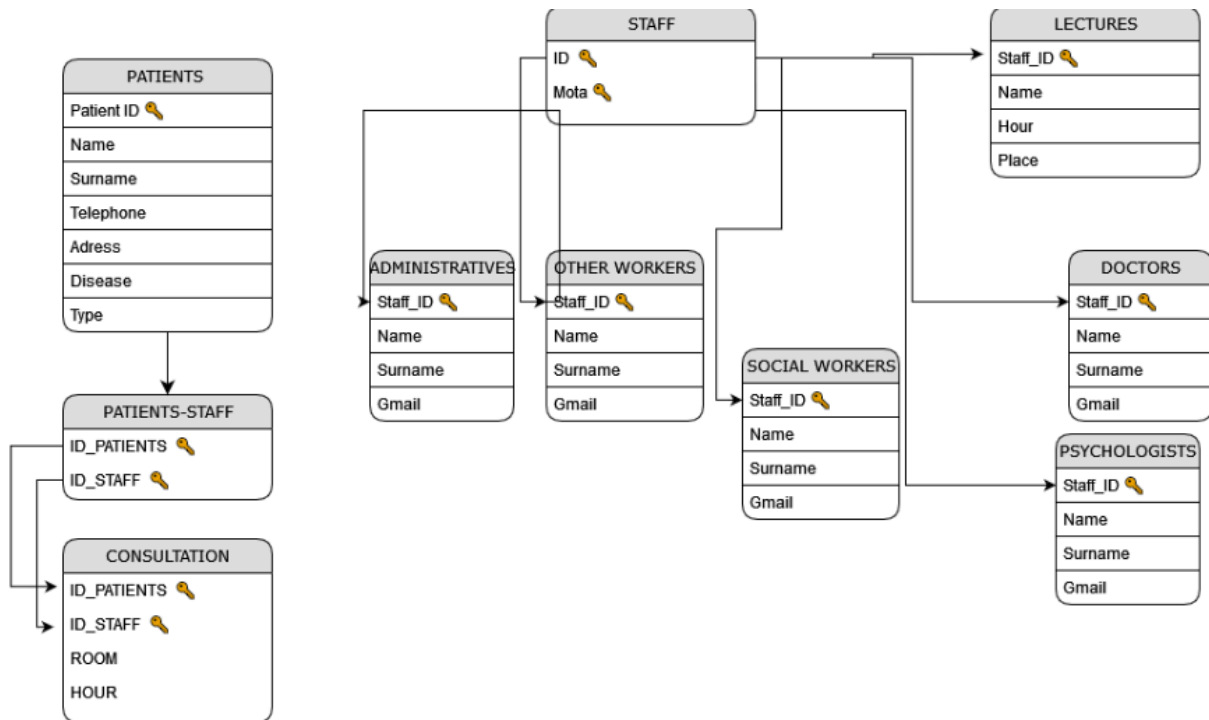 PATIENTS
Patient ID
Name
Surname
Telephone
Adress
Disease
Type
PATIENTS-STAFF
ID_PATIENTS
ID_STAFF
CONSULTATION
ID_PATIENTS
ID_STAFF
ROOM
HOUR
STAFF
ID
Mota
ADMINISTRATIVES
Staff_ID
Name
Surname
Gmail
OTHER WORKERS
Staff_ID
Name
Surname
Gmail
SOCIAL WORKERS
Staff_ID
Name
Surname
Gmail
LECTURES
Staff_ID
Name
Hour
Place
DOCTORS
Staff_ID
Name
Surname
Gmail
PSYCHOLOGISTS
Staff_ID
Name
Surname
Gmail